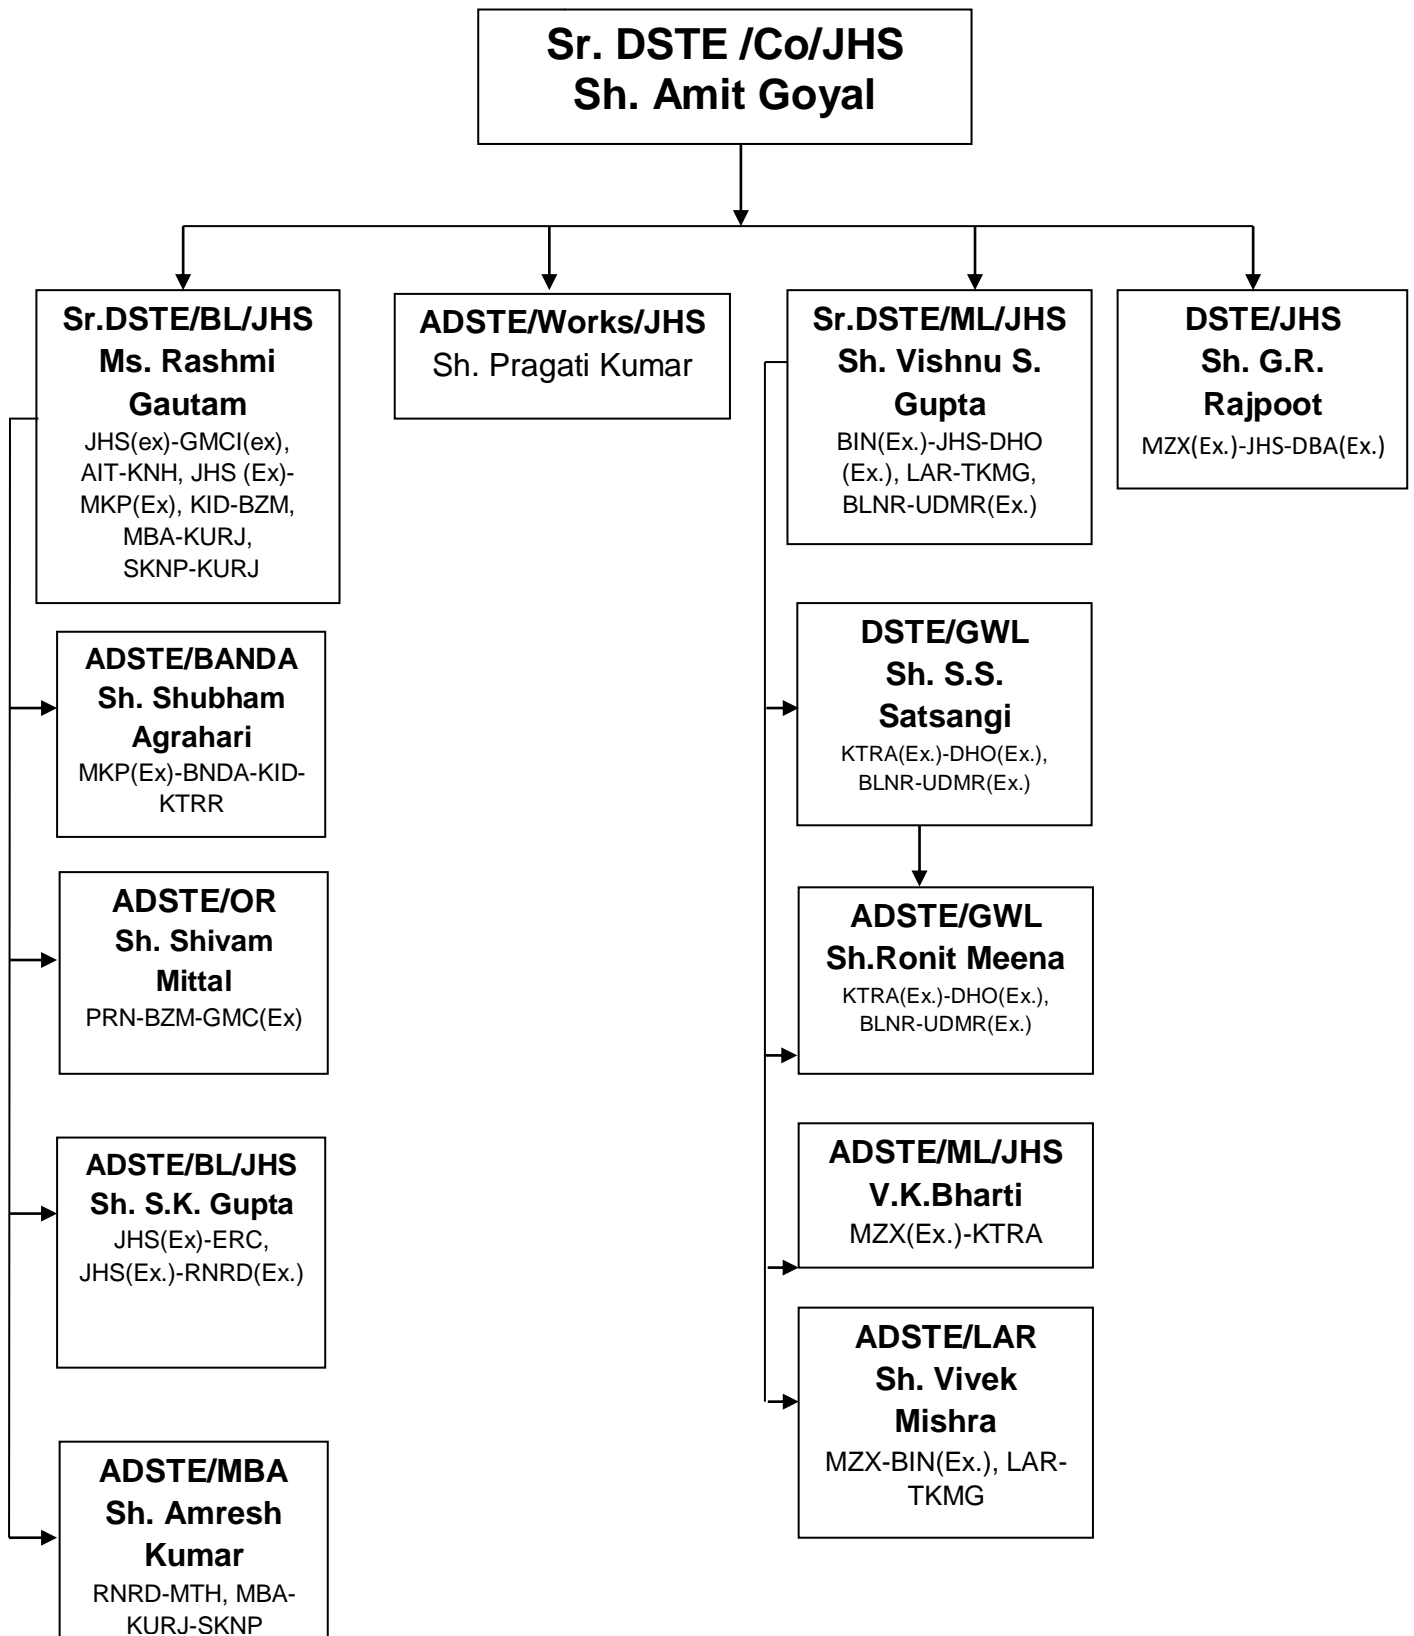 Sr. DSTE /Co/JHS
Sh. Amit Goyal
Sr.DSTE/BL/JHS
Ms. Rashmi
Gautam
JHS(ex)-GMCI(ex),
AIT-KNH, JHS (Ex)-
MKP(Ex), KID-BZM,
MBA-KURJ,
SKNP-KURJ
ADSTE/Works/JHS
Sh. Pragati Kumar
Sr.DSTE/ML/JHS
Sh. Vishnu S.
Gupta
BIN(Ex.)-JHS-DHO
(Ex.), LAR-TKMG,
BLNR-UDMR(Ex.)
DSTE/JHS
Sh. G.R.
Rajpoot
MZX(Ex.)-JHS-DBA(Ex.)
ADSTE/BANDA
Sh. Shubham
Agrahari
MKP(Ex)-BNDA-KID-
KTRR
ADSTE/OR
Sh. Shivam
Mittal
PRN-BZM-GMC(Ex)
ADSTE/BL/JHS
Sh. S.K. Gupta
JHS(Ex)-ERC,
JHS(Ex.)-RNRD(Ex.)
ADSTE/MBA
Sh. Amresh
Kumar
RNRD-MTH, MBA-
KURJ-SKNP
DSTE/GWL
Sh. S.S.
Satsangi
KTRA(Ex.)-DHO(Ex.),
BLNR-UDMR(Ex.)
ADSTE/GWL
Sh.Ronit Meena
KTRA(Ex.)-DHO(Ex.),
BLNR-UDMR(Ex.)
ADSTE/ML/JHS
V.K.Bharti
MZX(Ex.)-KTRA
ADSTE/LAR
Sh. Vivek
Mishra
MZX-BIN(Ex.), LAR-
TKMG